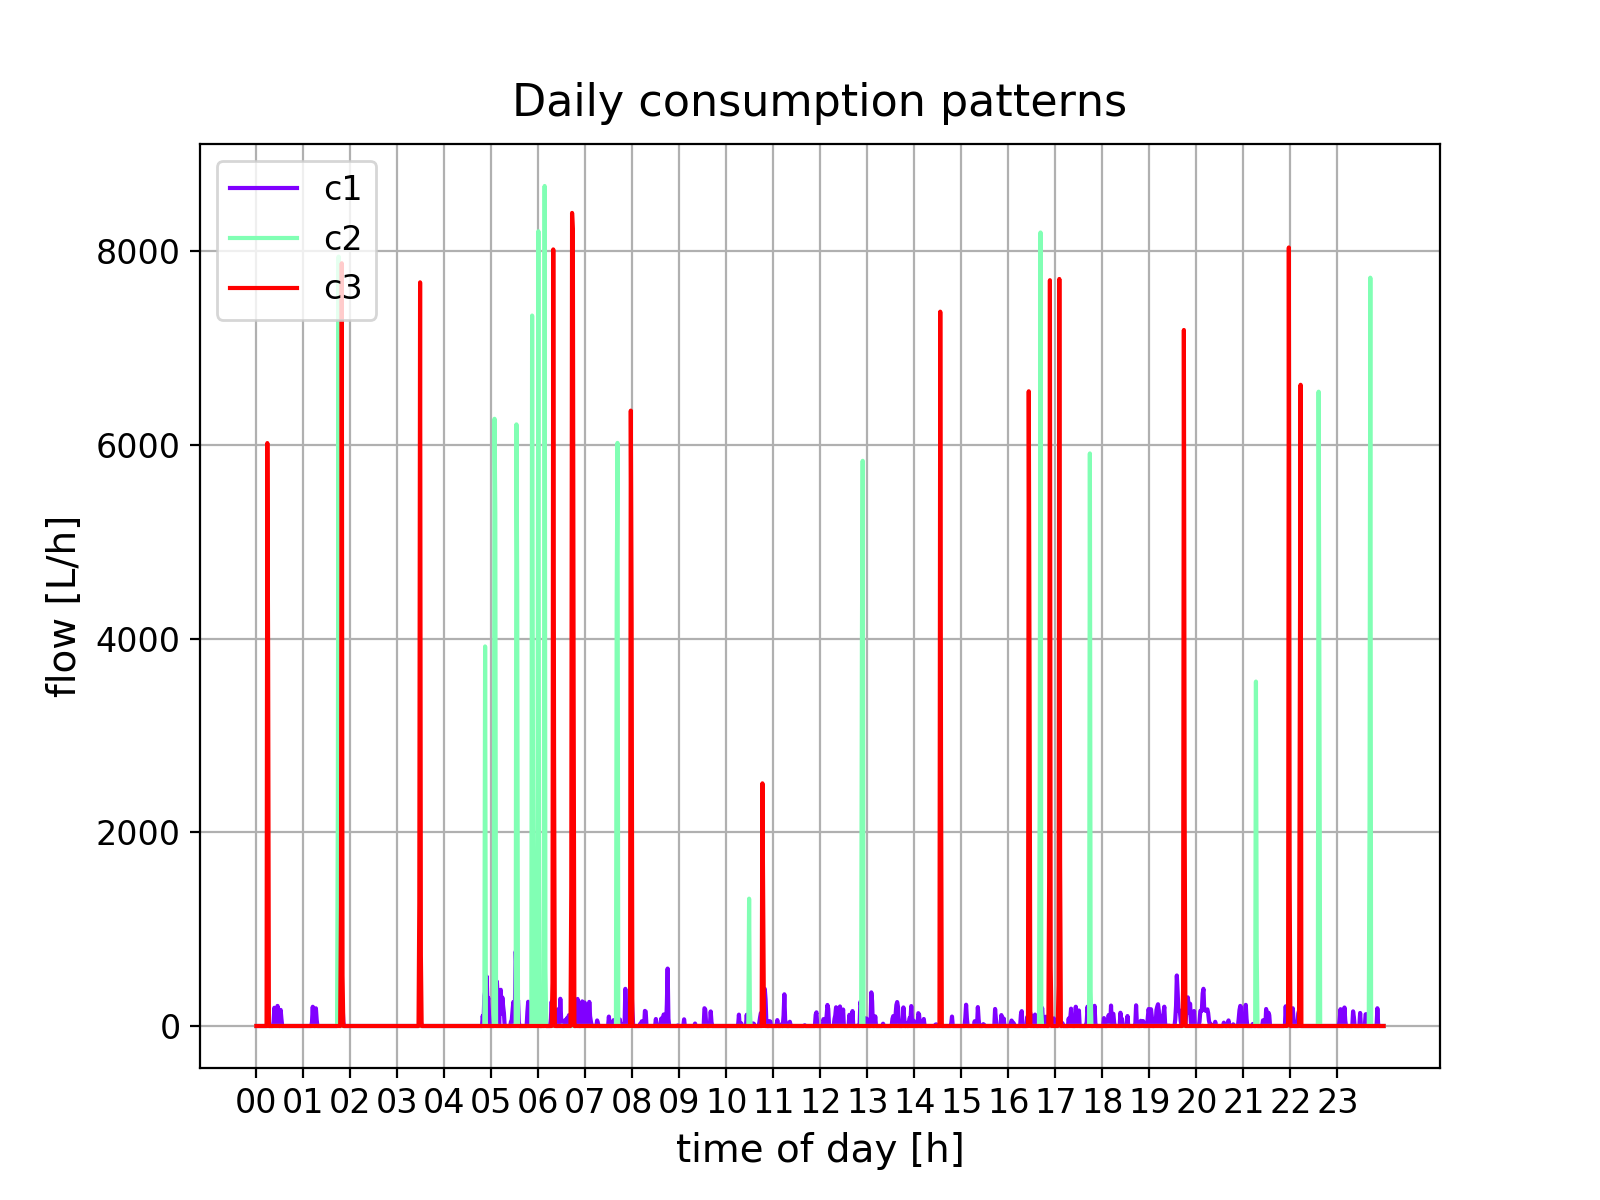 Daily consumption patterns
c1
c2
c3
8000
6000
4000
2000
0
flow [L/h]
00 01 02 03 04 05 06 07 08 09 10 11 12 13 14 15 16 17 18 19 20 21 22 23
time of day [h]